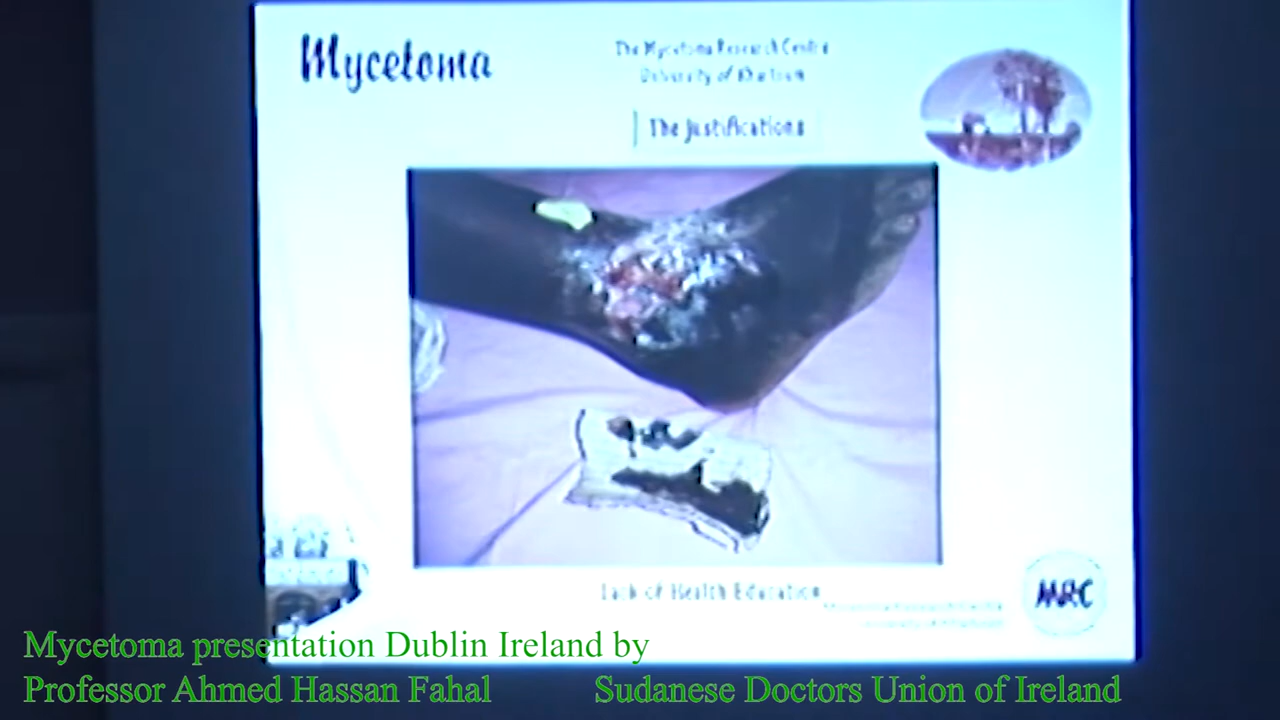 Mycetoma
The Mycetoma Research Centre
University of Khartoum
The Justifications
Lack of Health Education
MRC
Mycetoma presentation Dublin Ireland by
Professor Ahmed Hassan Fahal Sudanese Doctors Union of Ireland